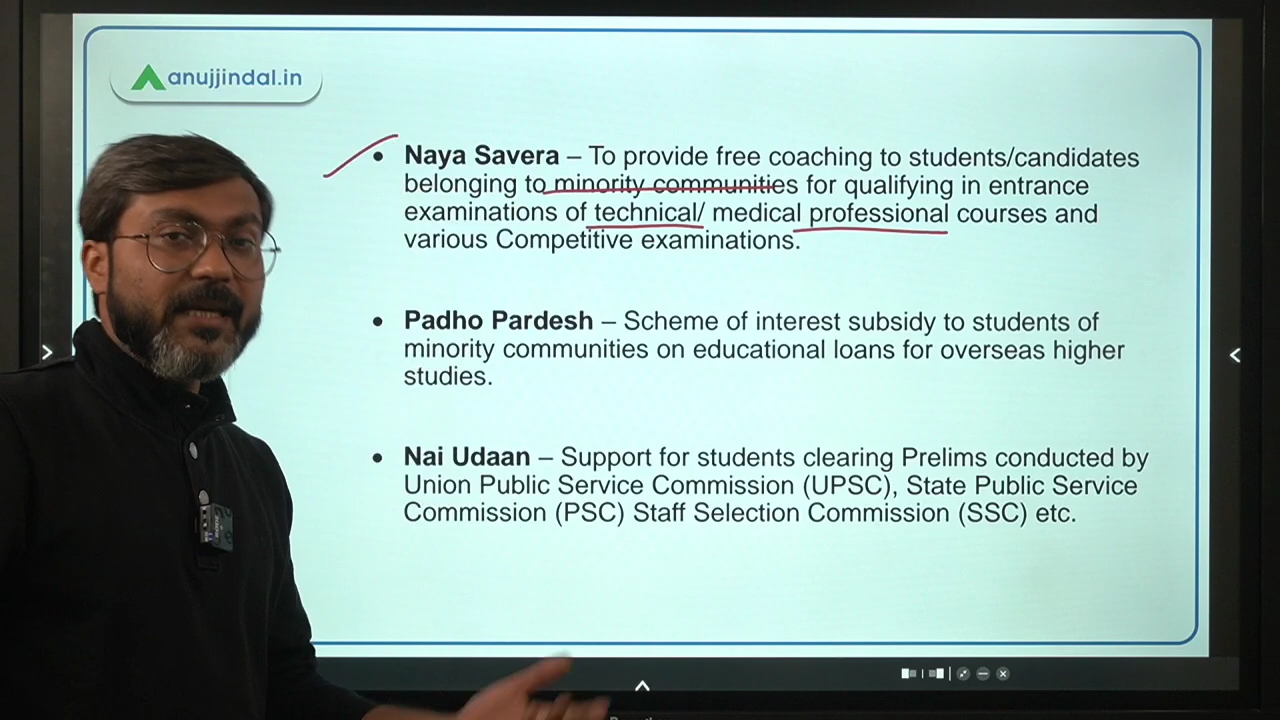 anujjindal.in
• Naya Savera – To provide free coaching to students/candidates
belonging to minority communities for qualifying in entrance
examinations of technical/ medical professional courses and
various Competitive examinations.
• Padho Pardesh – Scheme of interest subsidy to students of
minority communities on educational loans for overseas higher
studies.
• Nai Udaan – Support for students clearing Prelims conducted by
Union Public Service Commission (UPSC), State Public Service
Commission (PSC) Staff Selection Commission (SSC) etc.